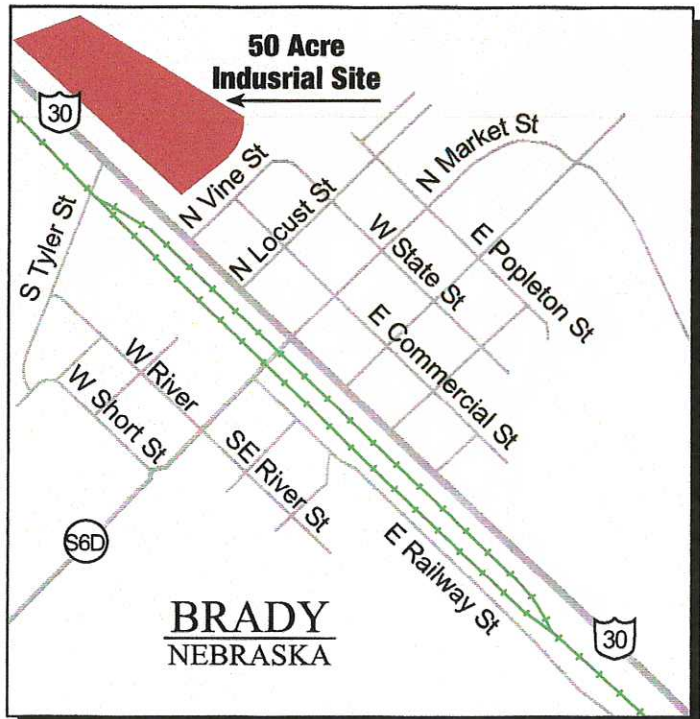 50 Acre
Indusrial Site
30
N Market St
N Vine St
N Locust St
W State St
E Popleton St
S Tyler St
E Commercial St
W River
W Short St
SE River St
S6D
E Railway St
30
BRADY
NEBRASKA